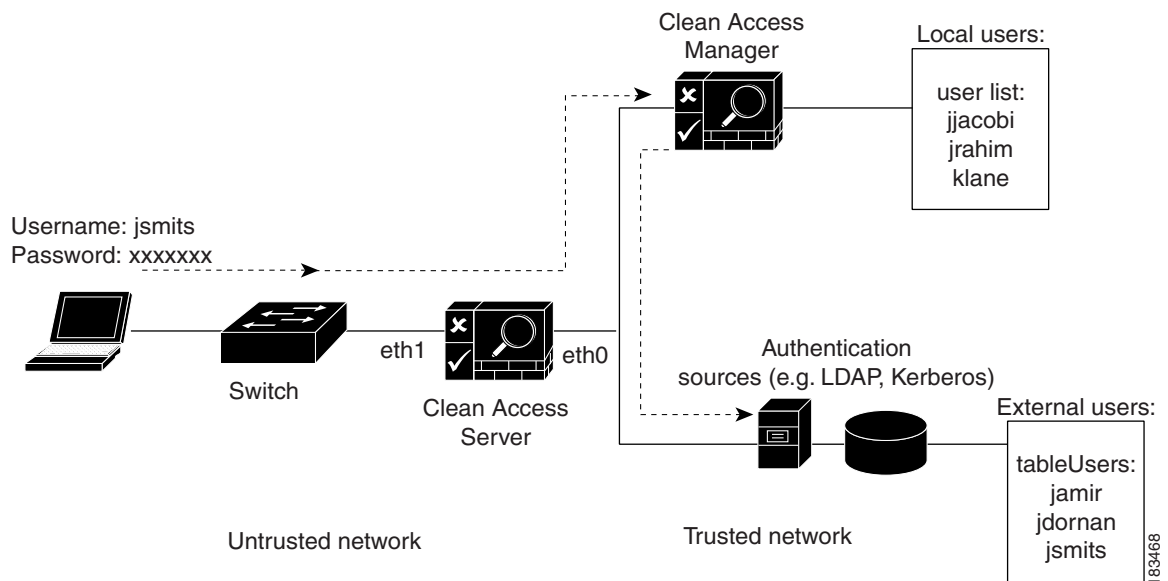 Clean Access
Manager
Local users:
user list:
jjacobi
jrahim
klane
Username: jsmits
Password: xxxxxxx
eth1
eth0
Switch
Clean Access
Server
Authentication
sources (e.g. LDAP, Kerberos)
External users:
tableUsers:
jamir
jdornan
jsmits
Untrusted network
Trusted network
183468